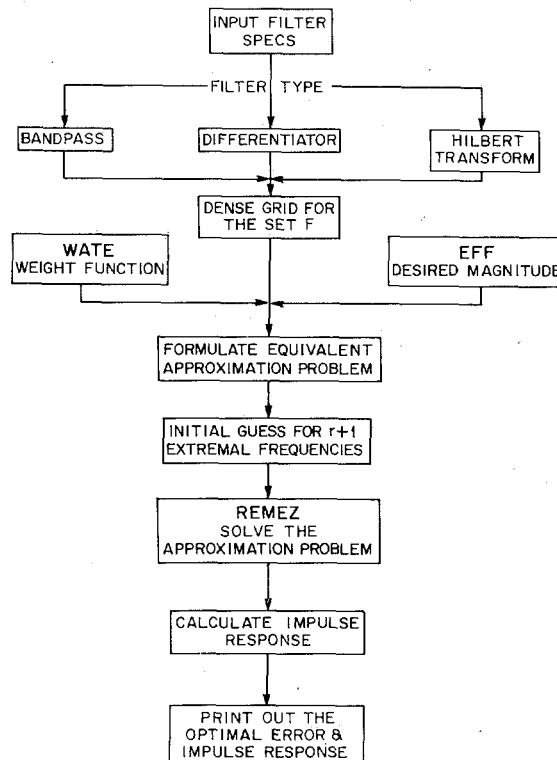 INPUT FILTER
SPECS
FILTER TYPE
BANDPASS
DIFFERENTIATOR
HILBERT
TRANSFORM
DENSE GRID FOR
THE SET F
WATE
WEIGHT FUNCTION
EFF
DESIRED MAGNITUDE
FORMULATE EQUIVALENT
APPROXIMATION PROBLEM
INITIAL GUESS FOR r+1
EXTREMAL FREQUENCIES
REMEZ
SOLVE THE
APPROXIMATION PROBLEM
CALCULATE IMPULSE
RESPONSE
PRINT OUT THE
OPTIMAL ERROR &
IMPULSE RESPONSE